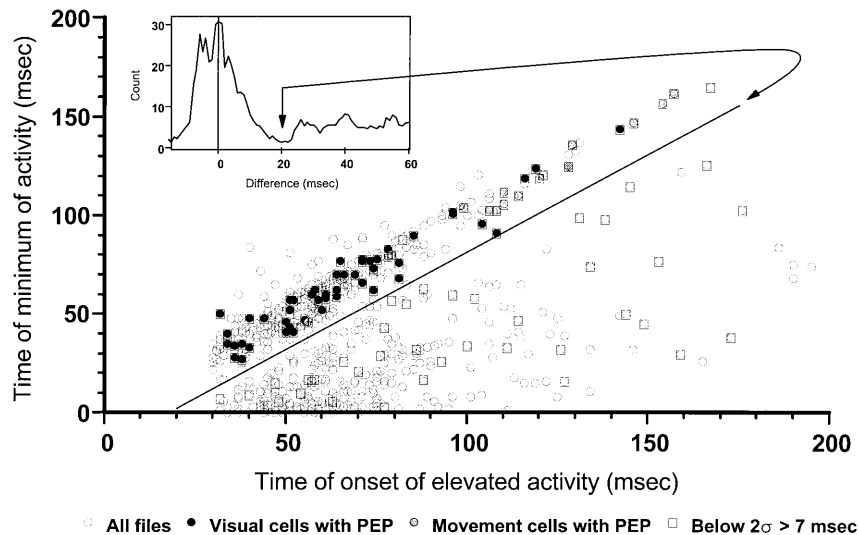 200
150
100
50
0
Time of minimum of activity (msec)
30
20
10
0
Count
0 20 40 60
Difference (msec)
0 50 100 150 200
Time of onset of elevated activity (msec)
All files Visual cells with PEP Movement cells with PEP Below 2σ > 7 msec